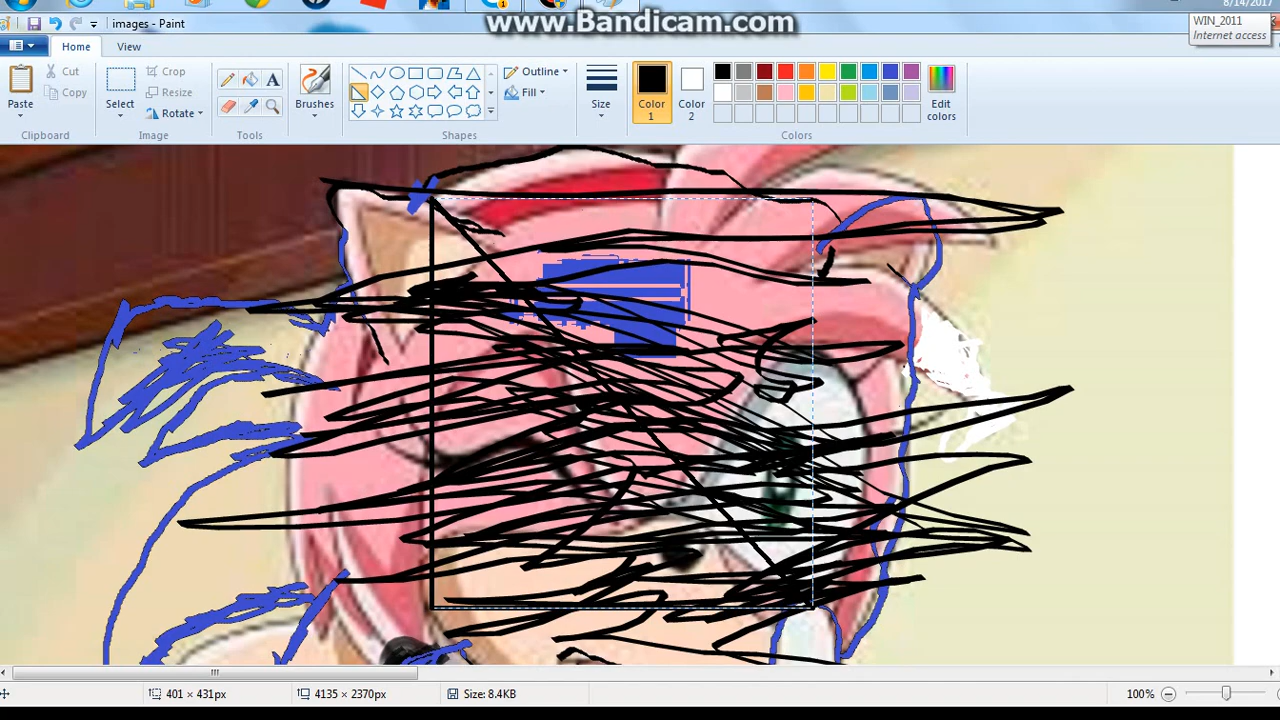 www.Bandicam.com
8/14/2017
images - Paint
WIN_2011
Internet access
Home View
Cut
Copy
Paste
Clipboard
Select
Crop
Resize
Rotate
Image
A
Tools
Brushes
Outline
Fill
Shapes
Size
Color
1
Color
2
Edit
colors
Colors
401 × 431px
4135 × 2370px
Size: 8.4KB
100%